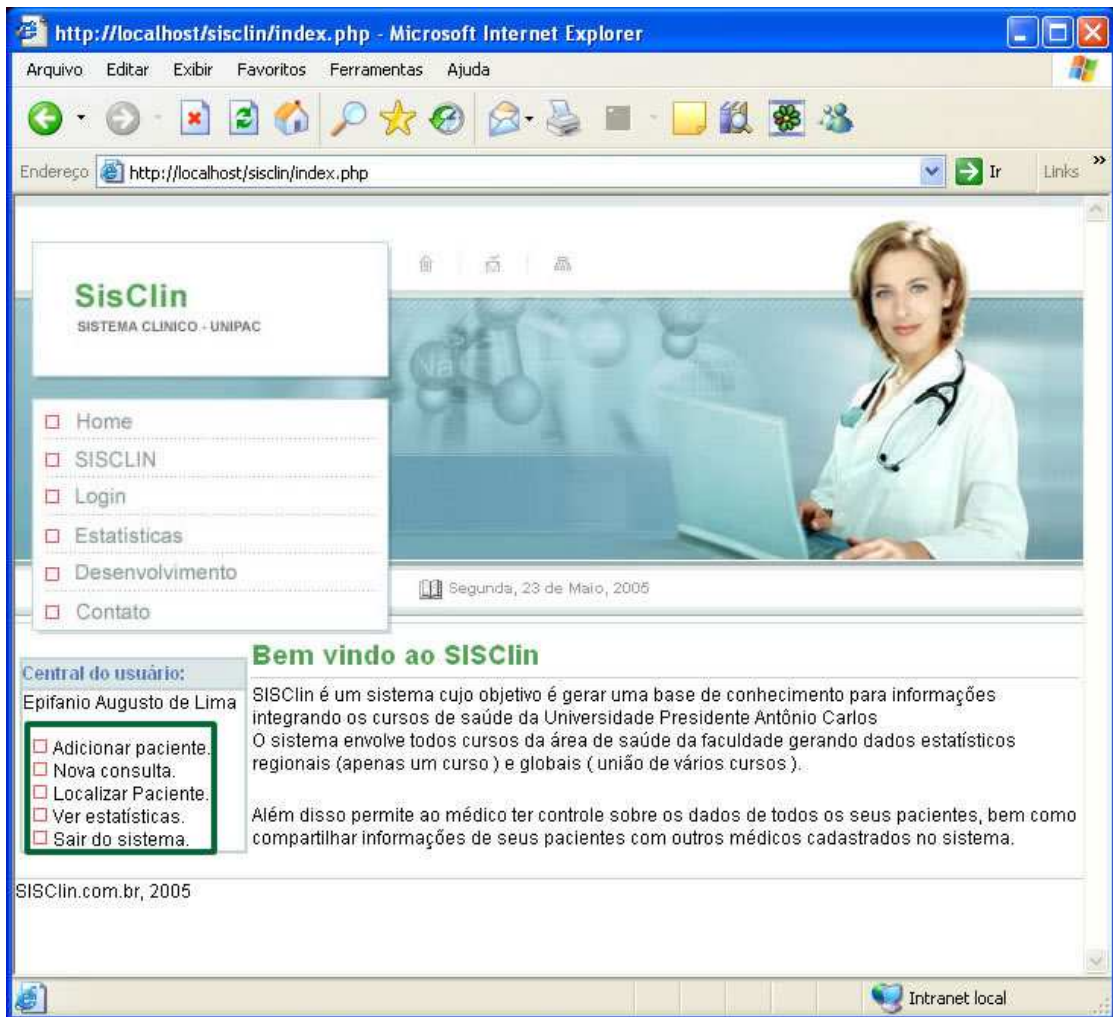 http://localhost/sisclin/index.php - Microsoft Internet Explorer
Arquivo Editar Exibir Favoritos Ferramentas Ajuda
Endereço http://localhost/sisclin/index.php Ir Links »
SisClin
SISTEMA CLINICO - UNIPAC
Na
Home
SISCLIN
Login
Estatísticas
Desenvolvimento
Contato
Segunda, 23 de Maio, 2005
Central do usuário:
Epifanio Augusto de Lima
Adicionar paciente.
Nova consulta.
Localizar Paciente.
Ver estatísticas.
Sair do sistema.
Bem vindo ao SISClin
SISClin é um sistema cujo objetivo é gerar uma base de conhecimento para informações
integrando os cursos de saúde da Universidade Presidente Antônio Carlos
O sistema envolve todos cursos da área de saúde da faculdade gerando dados estatísticos
regionais (apenas um curso ) e globais ( união de vários cursos ).
Além disso permite ao médico ter controle sobre os dados de todos os seus pacientes, bem como
compartilhar informações de seus pacientes com outros médicos cadastrados no sistema.
SISClin.com.br, 2005
Intranet local